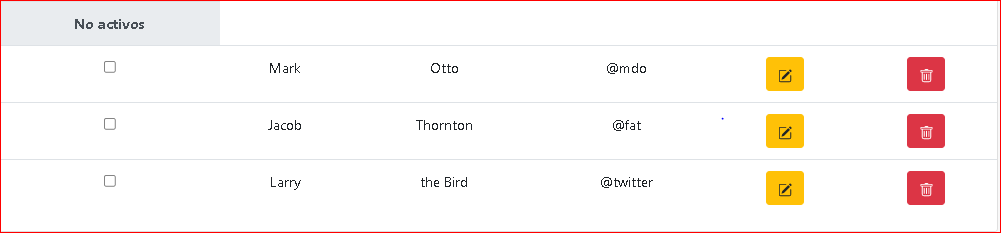 No activos
Mark Otto @mdo
Jacob Thornton @fat
Larry the Bird @twitter